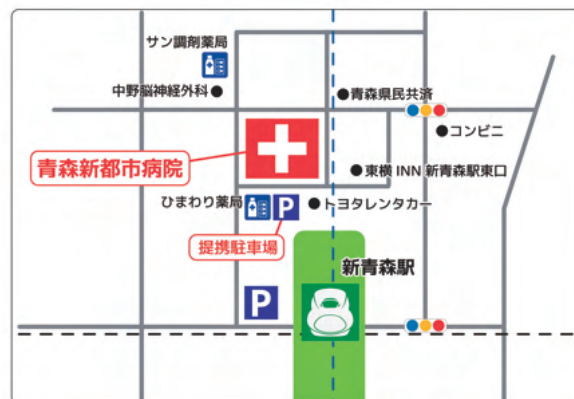 サン調剤薬局
中野脳神経外科
青森県民共済
コンビニ
青森新都市病院
東横 INN 新青森駅東口
ひまわり薬局
P
トヨタレンタカー
提携駐車場
新青森駅
P